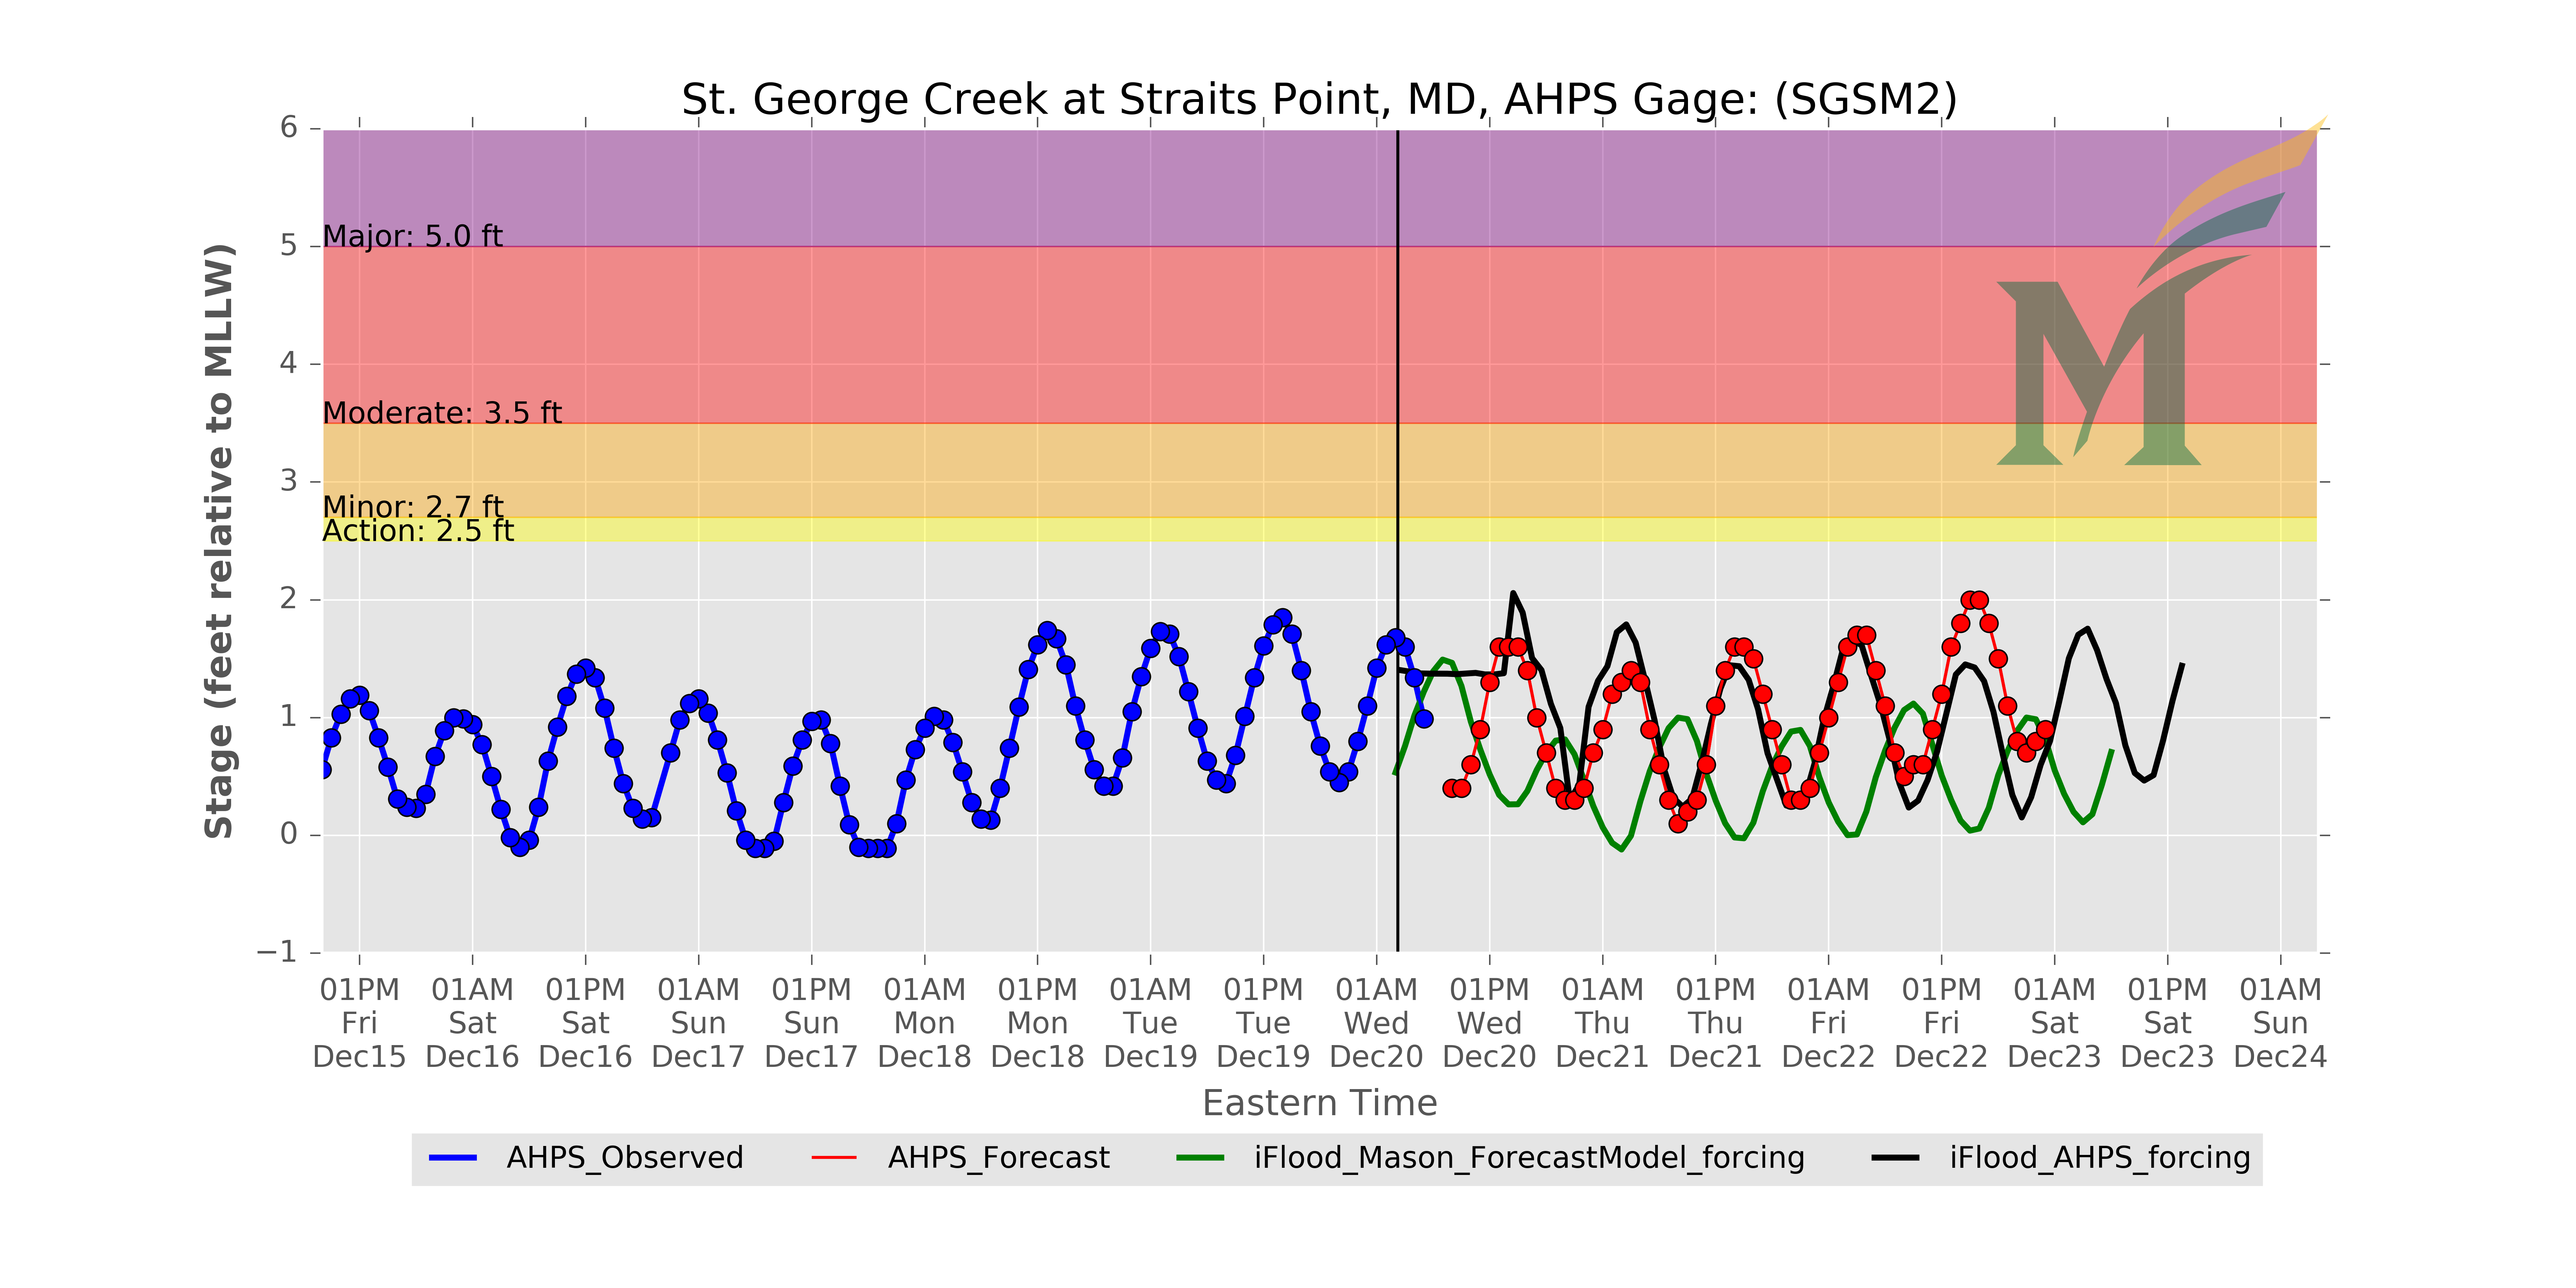 St. George Creek at Straits Point, MD, AHPS Gage: (SGSM2)
Stage (feet relative to MLLW)
6
5
4
3
2
1
0
−1
Major: 5.0 ft
Moderate: 3.5 ft
Minor: 2.7 ft
Action: 2.5 ft
M
01PM 01AM 01PM 01AM 01PM 01AM 01PM 01AM 01PM 01AM 01PM 01AM 01PM 01AM 01PM 01AM 01PM 01AM
Fri Sat Sat Sun Sun Mon Mon Tue Tue Wed Wed Thu Thu Fri Fri Sat Sat Sun
Dec15 Dec16 Dec16 Dec17 Dec17 Dec18 Dec18 Dec19 Dec19 Dec20 Dec20 Dec21 Dec21 Dec22 Dec22 Dec23 Dec23 Dec24
Eastern Time
AHPS_Observed AHPS_Forecast iFlood_Mason_ForecastModel_forcing iFlood_AHPS_forcing